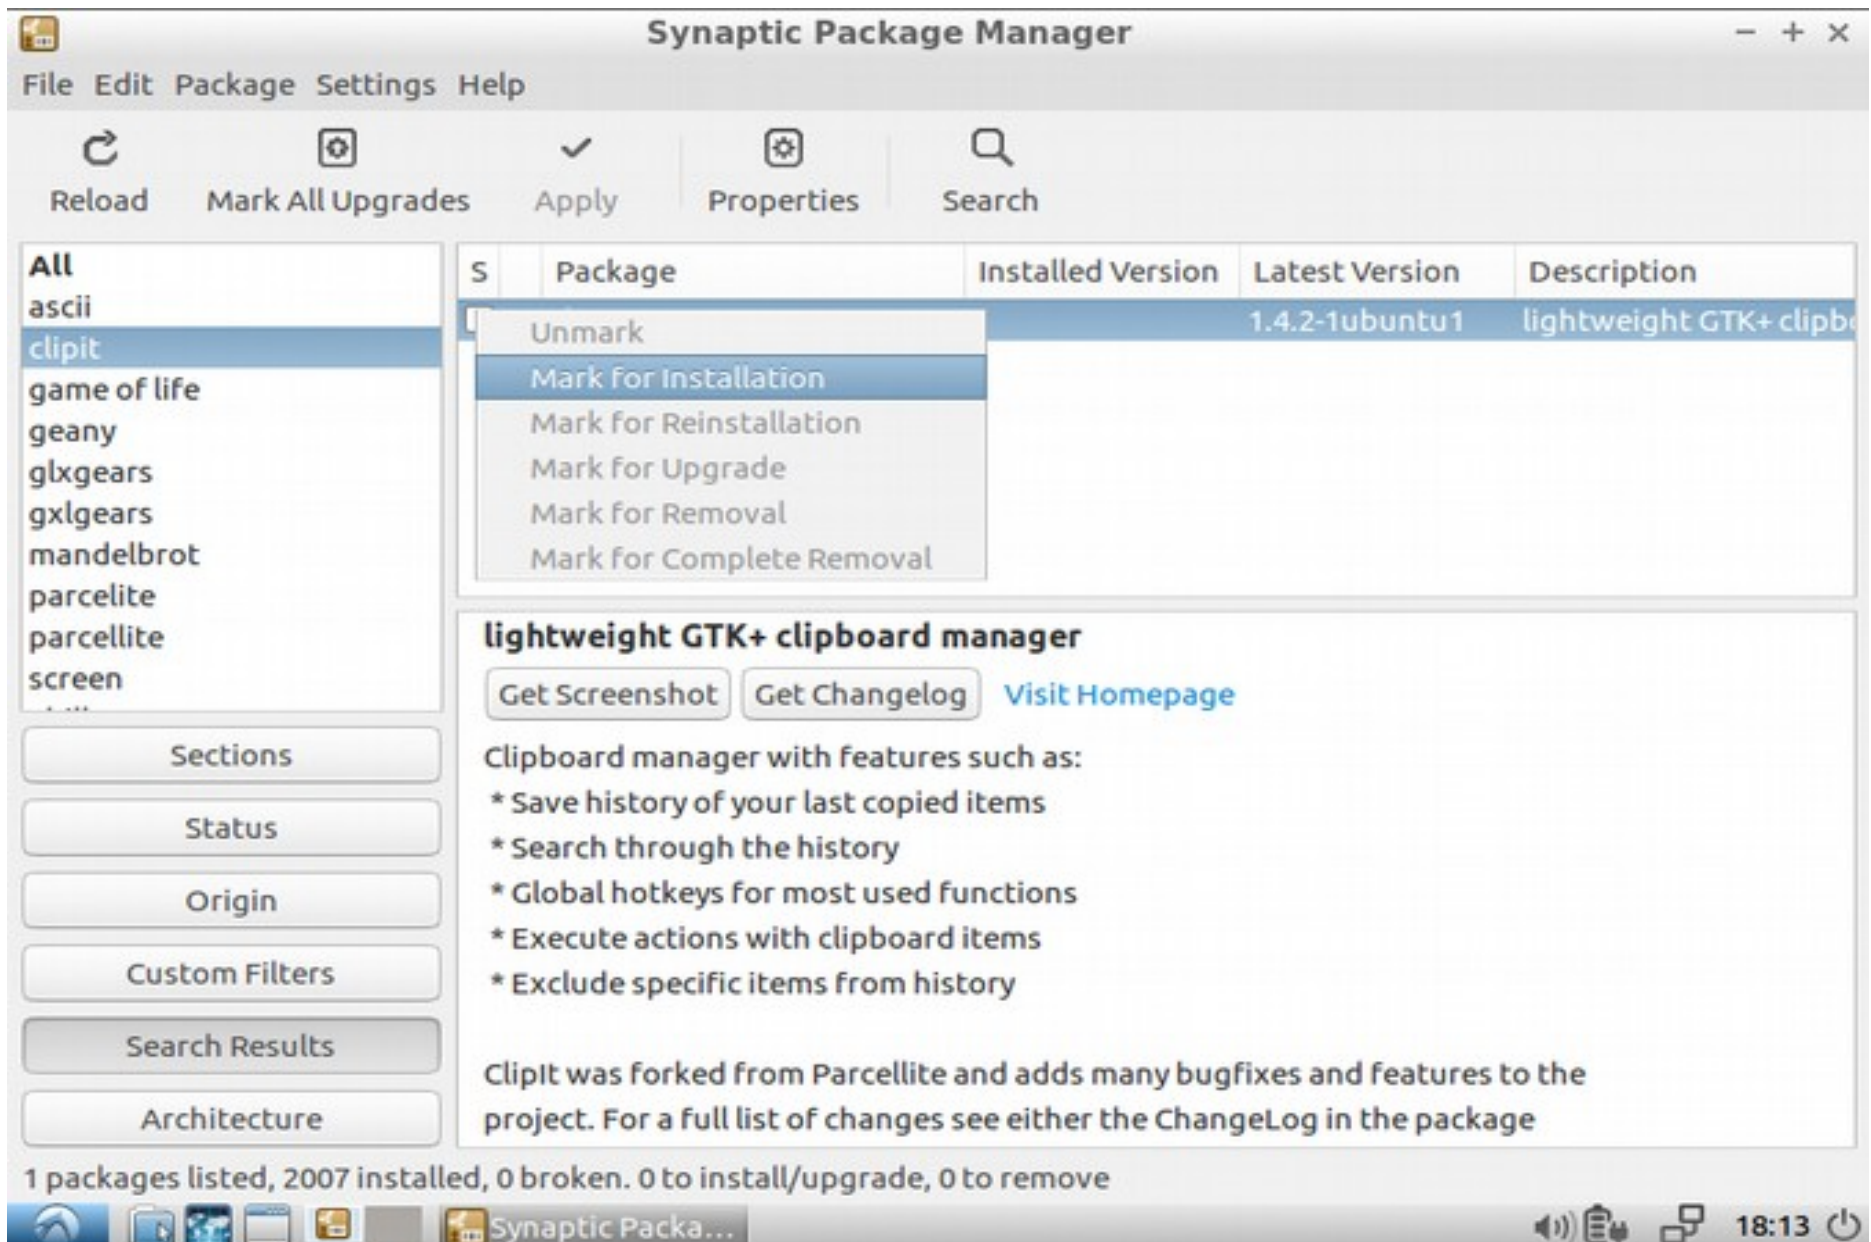 Synaptic Package Manager
File Edit Package Settings Help
Reload Mark All Upgrades Apply Properties Search
All
ascii
clipit
game of life
geany
glxgears
gxlgears
mandelbrot
parcelite
parcellite
screen
Sections
Status
Origin
Custom Filters
Search Results
Architecture
S Package Installed Version Latest Version Description
1.4.2-1ubuntu1 lightweight GTK+ clipbo
Unmark
Mark for Installation
Mark for Reinstallation
Mark for Upgrade
Mark for Removal
Mark for Complete Removal
lightweight GTK+ clipboard manager
Get Screenshot Get Changelog Visit Homepage
Clipboard manager with features such as:
* Save history of your last copied items
* Search through the history
* Global hotkeys for most used functions
* Execute actions with clipboard items
* Exclude specific items from history
ClipIt was forked from Parcellite and adds many bugfixes and features to the
project. For a full list of changes see either the ChangeLog in the package
1 packages listed, 2007 installed, 0 broken. 0 to install/upgrade, 0 to remove
Synaptic Packa... 18:13